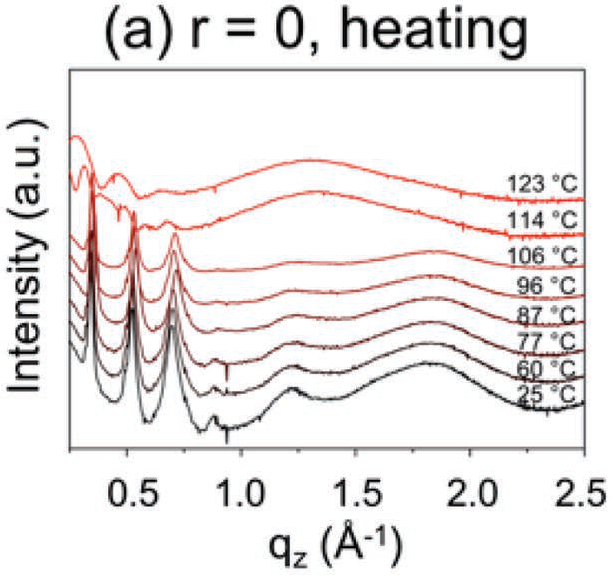 (a) r = 0, heating
Intensity (a.u.)
123 °C
114 °C
106 °C
96 °C
87 °C
77 °C
60 °C
25 °C
0.5 1.0 1.5 2.0 2.5
qz (Å-1)